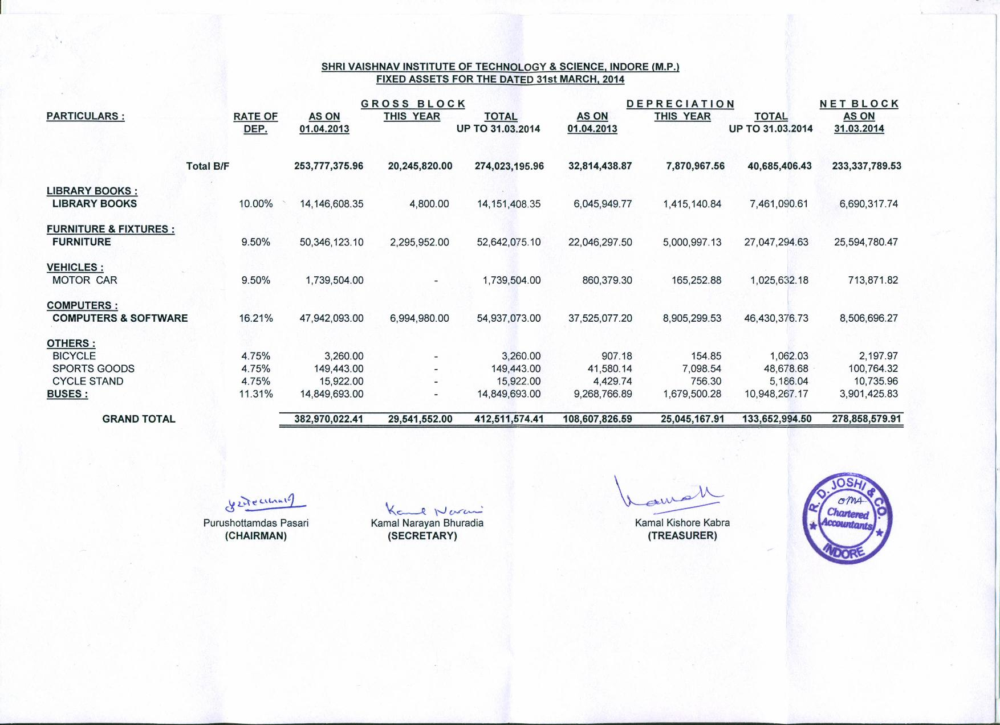 SHRI VAISHNAV INSTITUTE OF TECHNOLOGY & SCIENCE, INDORE (M.P.)
FIXED ASSETS FOR THE DATED 31st MARCH, 2014
GROSS BLOCK DEPRECIATION NET BLOCK
PARTICULARS : RATE OF AS ON THIS YEAR TOTAL AS ON THIS YEAR TOTAL AS ON
DEP. 01.04.2013 UP TO 31.03.2014 01.04.2013 UP TO 31.03.2014 31.03.2014
Total B/F 253,777,375.96 20,245,820.00 274,023,195.96 32,814,438.87 7,870,967.56 40,685,406.43 233,337,789.53
LIBRARY BOOKS :
LIBRARY BOOKS 10.00% 14,146,608.35 4,800.00 14,151,408.35 6,045,949.77 1,415,140.84 7,461,090.61 6,690,317.74
FURNITURE & FIXTURES :
FURNITURE 9.50% 50,346,123.10 2,295,952.00 52,642,075.10 22,046,297.50 5,000,997.13 27,047,294.63 25,594,780.47
VEHICLES :
MOTOR CAR 9.50% 1,739,504.00 - 1,739,504.00 860,379.30 165,252.88 1,025,632.18 713,871.82
COMPUTERS :
COMPUTERS & SOFTWARE 16.21% 47,942,093.00 6,994,980.00 54,937,073.00 37,525,077.20 8,905,299.53 46,430,376.73 8,506,696.27
OTHERS :
BICYCLE 4.75% 3,260.00 - 3,260.00 907.18 154.85 1,062.03 2,197.97
SPORTS GOODS 4.75% 149,443.00 - 149,443.00 41,580.14 7,098.54 48,678.68 100,764.32
CYCLE STAND 4.75% 15,922.00 - 15,922.00 4,429.74 756.30 5,186.04 10,735.96
BUSES : 11.31% 14,849,693.00 - 14,849,693.00 9,268,766.89 1,679,500.28 10,948,267.17 3,901,425.83
GRAND TOTAL 382,970,022.41 29,541,552.00 412,511,574.41 108,607,826.59 25,045,167.91 133,652,994.50 278,858,579.91
Purushottamdas Pasari Kamal Narayan Bhuradia Kamal Kishore Kabra
(CHAIRMAN) (SECRETARY) (TREASURER)
R. D. JOSHI & CO.
Chartered
Accountants
INDORE